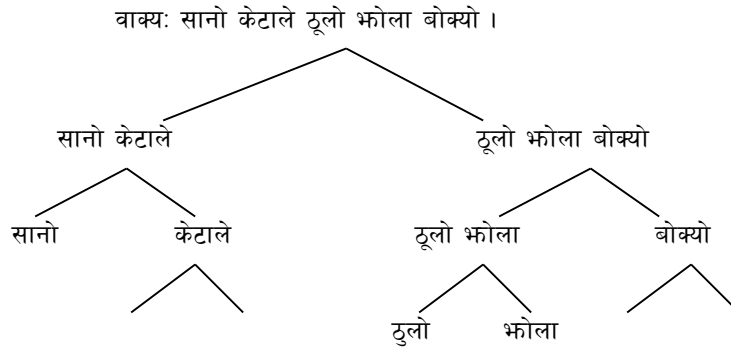 वाक्य: सानो केटाले ठूलो झोला बोक्यो ।
सानो केटाले ठूलो झोला बोक्यो
सानो केटाले ठूलो झोला बोक्यो
ठुलो झोला